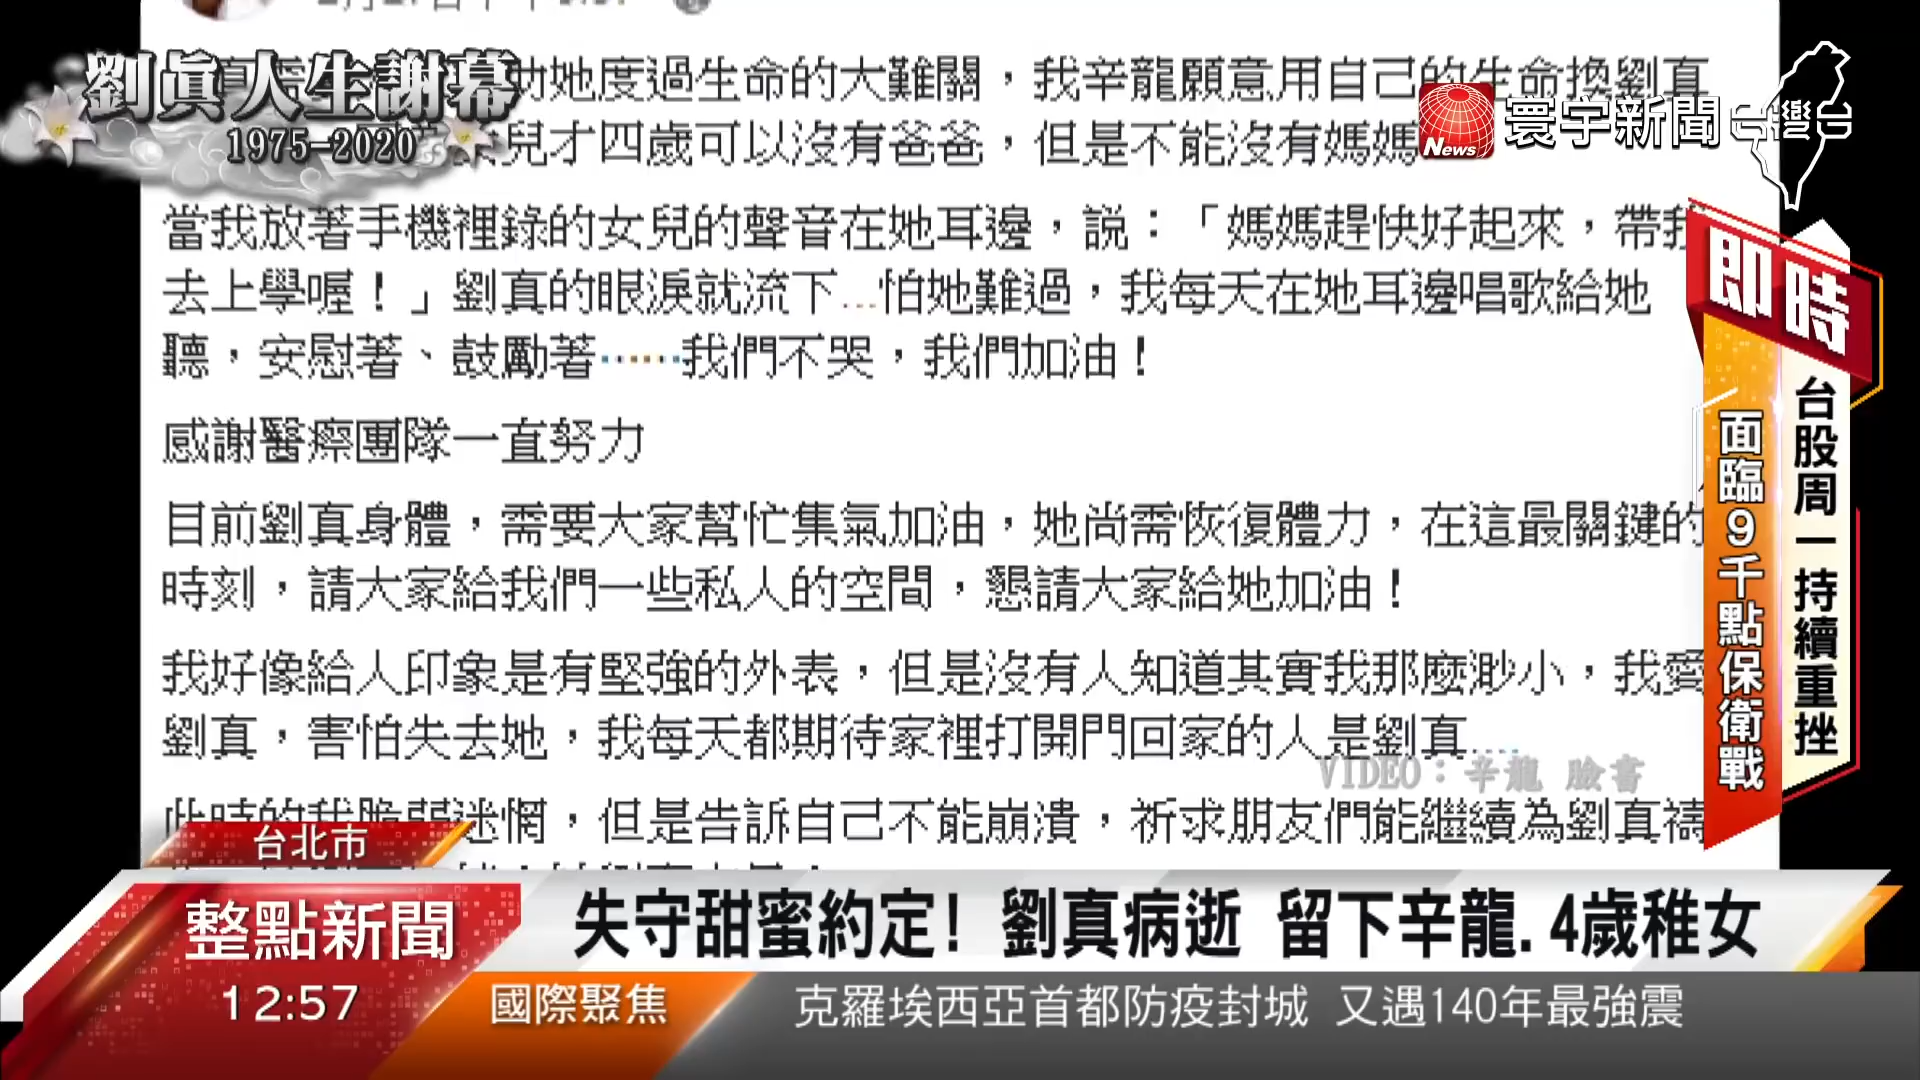 劉真人生謝幕
1975-2020
助她度過生命的大難關，我辛龍願意用自己的生命換劉真
兒才四歲可以沒有爸爸，但是不能沒有媽媽
News
寰宇新聞
台灣台
當我放著手機裡錄的女兒的聲音在她耳邊，說：「媽媽趕快好起來，帶我
去上學喔！」劉真的眼淚就流下...怕她難過，我每天在她耳邊唱歌給她
聽，安慰著、鼓勵著⋯⋯我們不哭，我們加油！
感謝醫療團隊一直努力
目前劉真身體，需要大家幫忙集氣加油，她尚需恢復體力，在這最關鍵的
時刻，請大家給我們一些私人的空間，懇請大家給她加油！
我好像給人印象是有堅強的外表，但是沒有人知道其實我那麼渺小，我愛
劉真，害怕失去她，我每天都期待家裡打開門回家的人是劉真....
此時的我脆弱迷惘，但是告訴自己不能崩潰，祈求朋友們能繼續為劉真禱
VIDEO：辛龍 臉書
即時
台股周一持續重挫
面臨9千點保衛戰
台北市
整點新聞
12:57
失守甜蜜約定! 劉真病逝 留下辛龍.4歲稚女
國際聚焦
克羅埃西亞首都防疫封城 又遇140年最強震